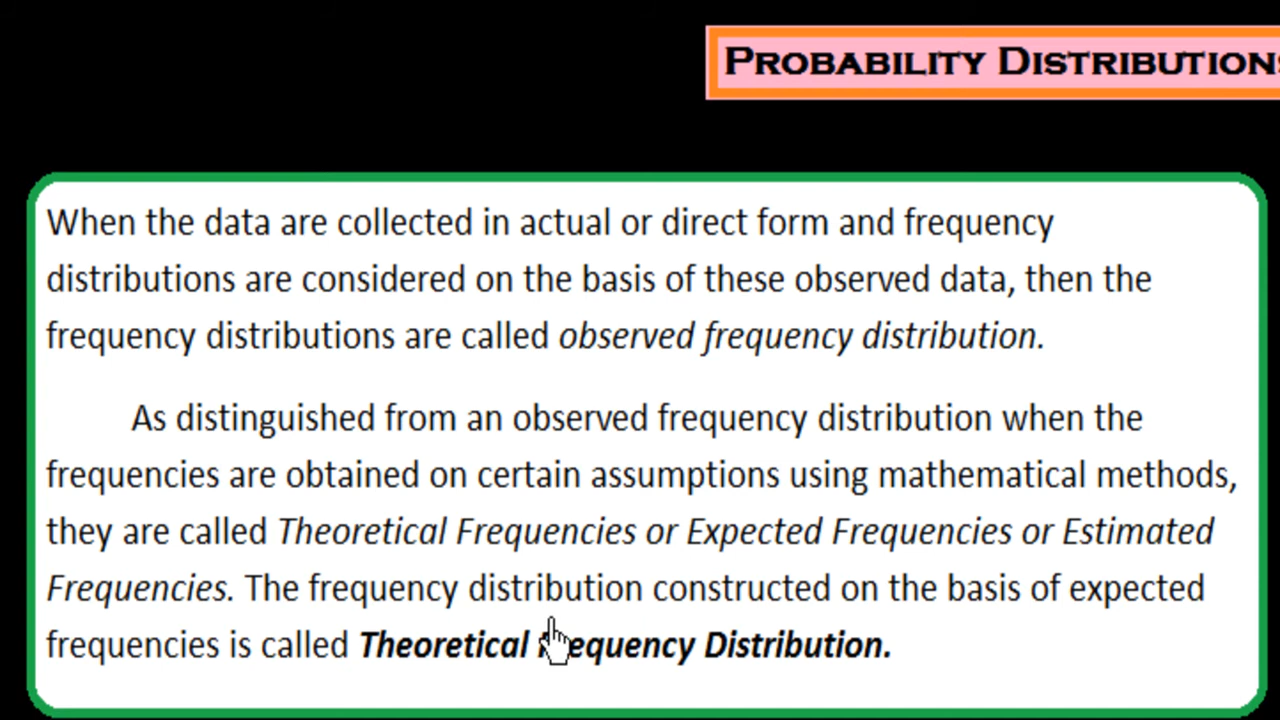 PROBABILITY DISTRIBUTIONS
When the data are collected in actual or direct form and frequency
distributions are considered on the basis of these observed data, then the
frequency distributions are called observed frequency distribution.
As distinguished from an observed frequency distribution when the
frequencies are obtained on certain assumptions using mathematical methods,
they are called Theoretical Frequencies or Expected Frequencies or Estimated
Frequencies. The frequency distribution constructed on the basis of expected
frequencies is called Theoretical Frequency Distribution.